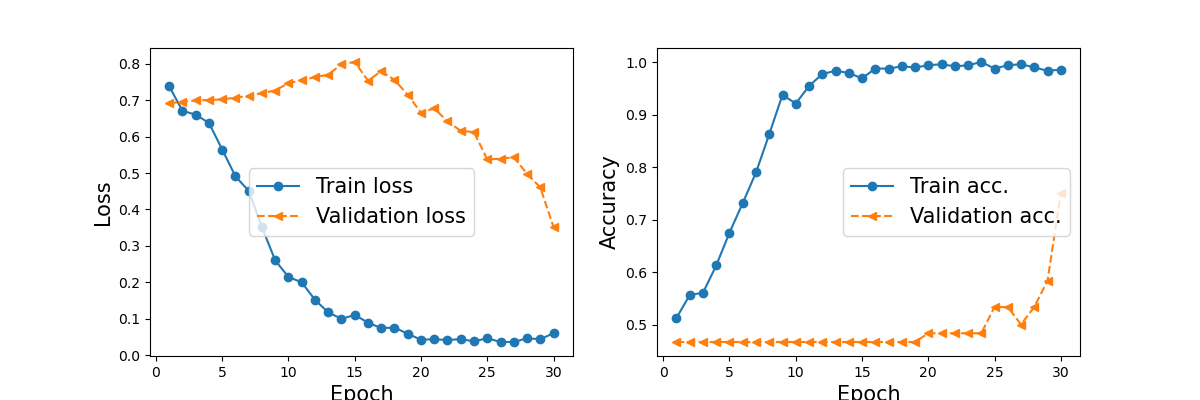 0.8
0.7
0.6
0.5
0.4
0.3
0.2
0.1
0.0
Loss
Train loss
Validation loss
0 5 10 15 20 25 30
Epoch
1.0
0.9
0.8
0.7
0.6
0.5
Accuracy
Train acc.
Validation acc.
0 5 10 15 20 25 30
Epoch